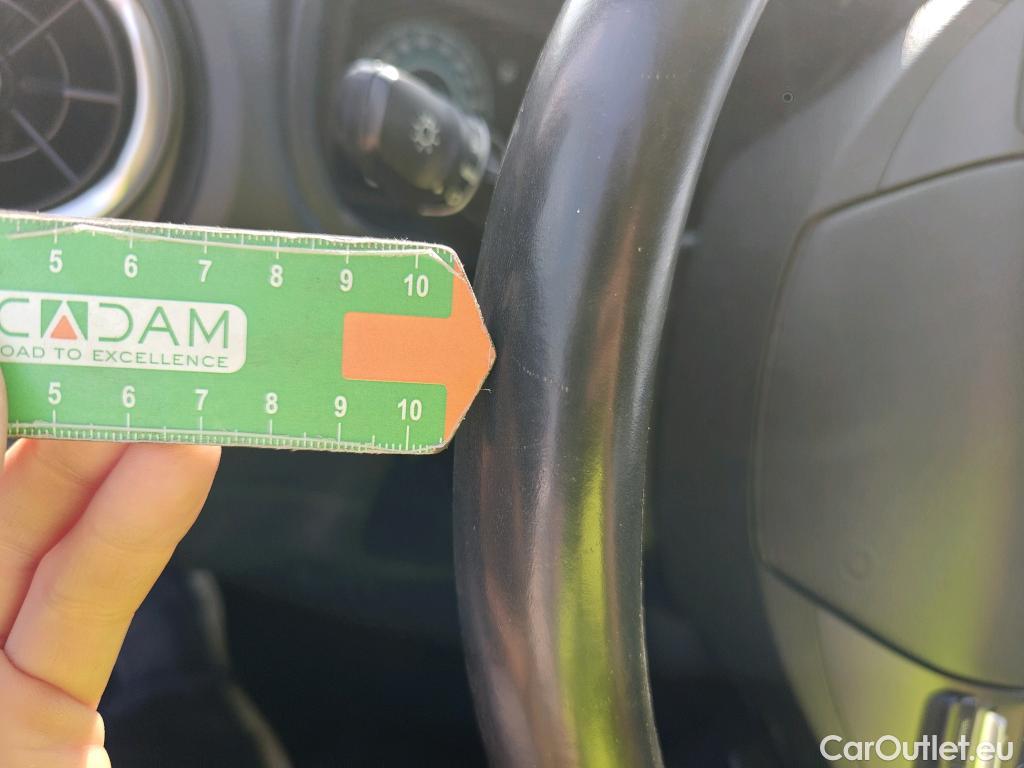 5 6 7 8 9 10
CADAM
OAD TO EXCELLENCE
5 6 7 8 9 10
CarOutlet.eu